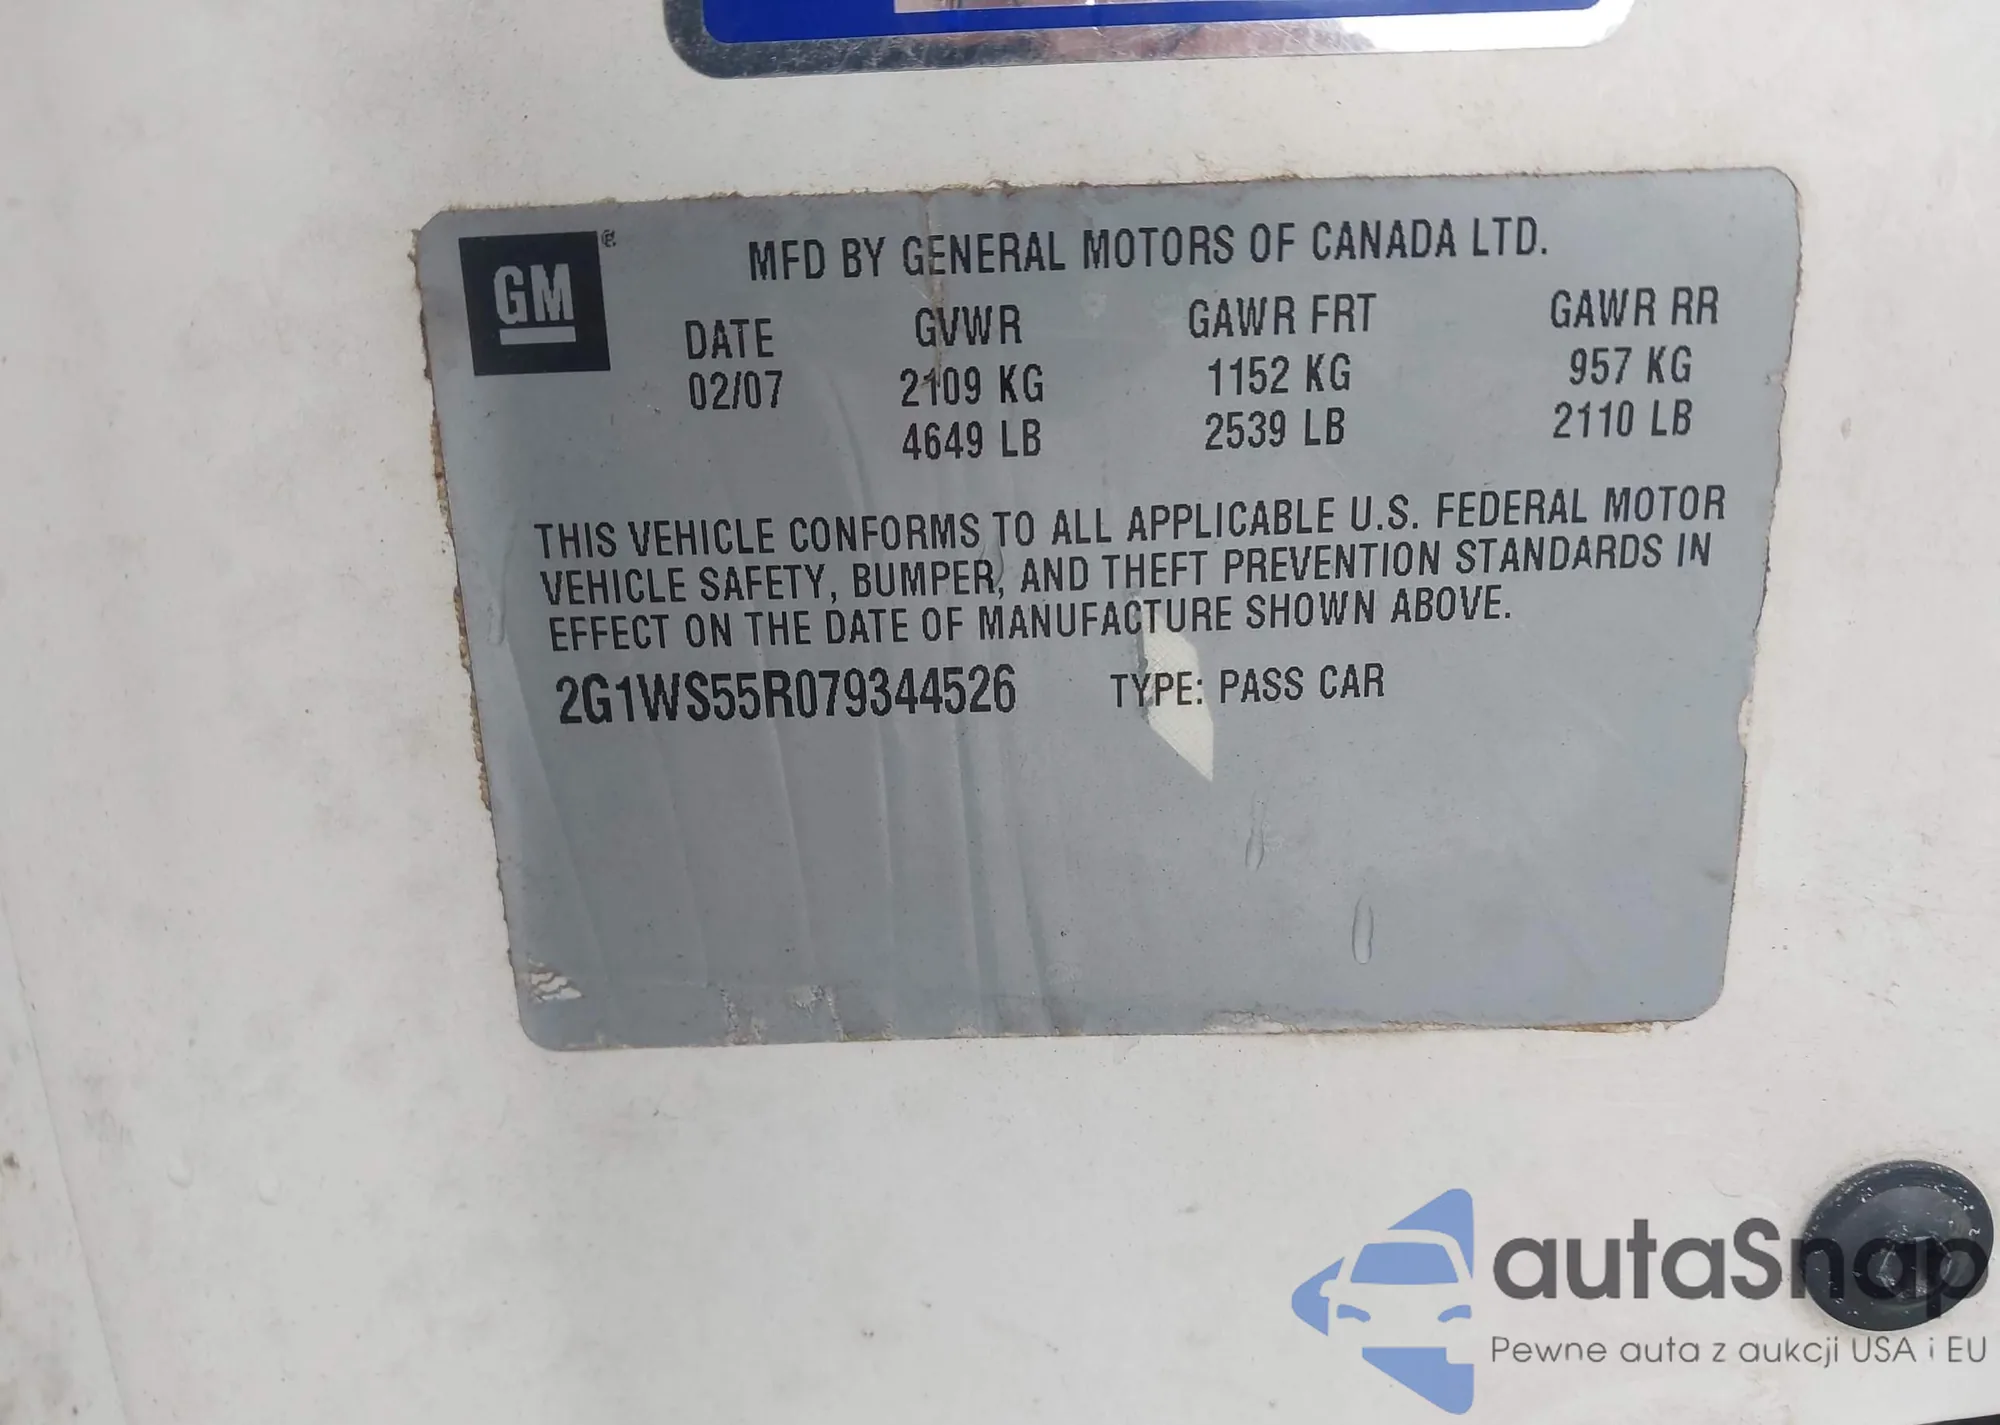 GM
MFD BY GENERAL MOTORS OF CANADA LTD.
DATE GVWR GAWR FRT GAWR RR
02/07 2109 KG 1152 KG 957 KG
4649 LB 2539 LB 2110 LB
THIS VEHICLE CONFORMS TO ALL APPLICABLE U.S. FEDERAL MOTOR
VEHICLE SAFETY, BUMPER, AND THEFT PREVENTION STANDARDS IN
EFFECT ON THE DATE OF MANUFACTURE SHOWN ABOVE.
2G1WS55R079344526 TYPE: PASS CAR
autaSnap
Pewne auta z aukcji USA i EU